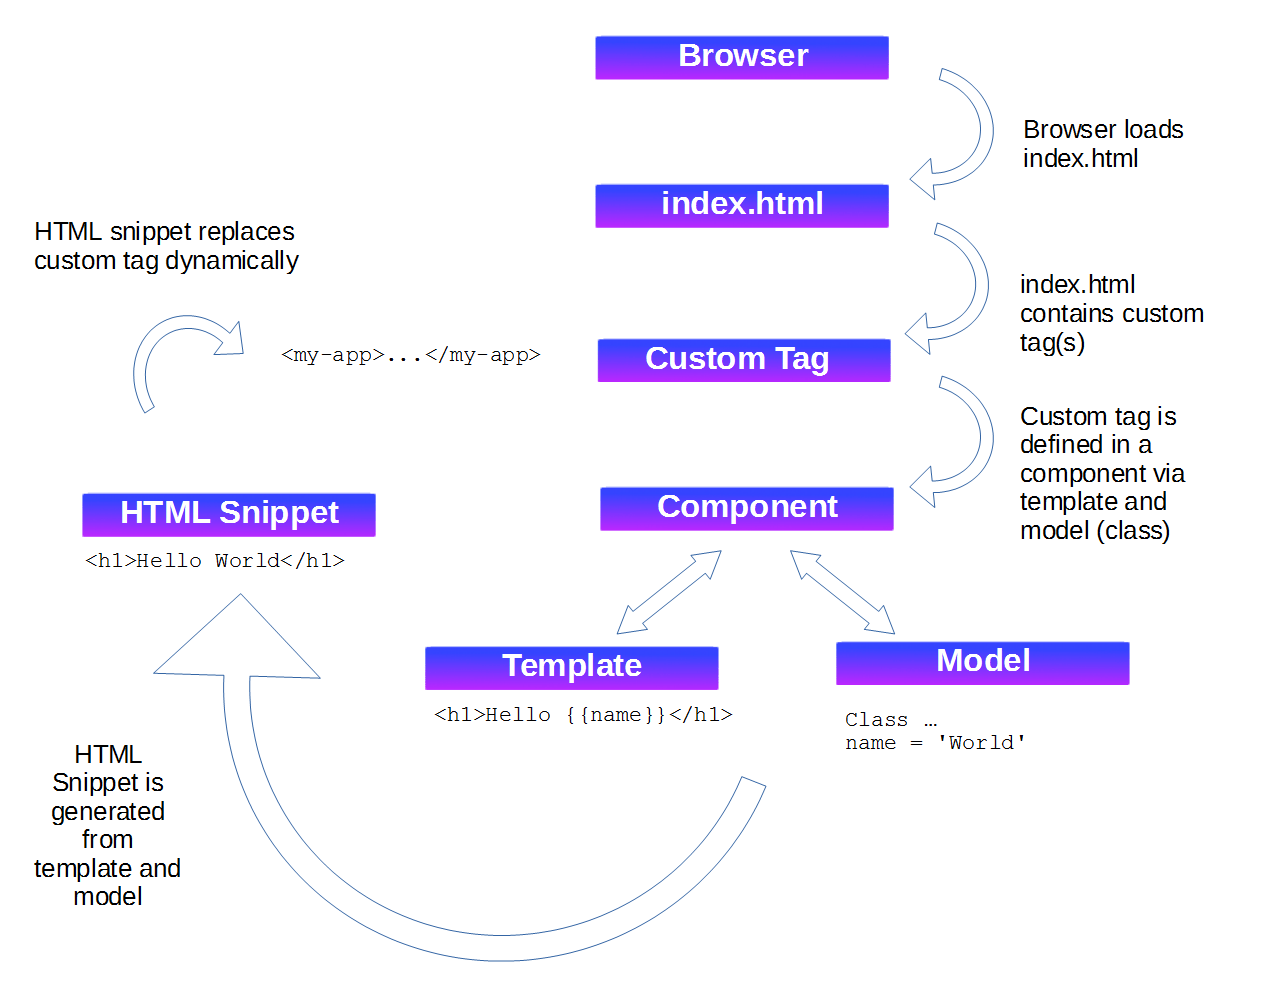 Browser
Browser loads
index.html
index.html
HTML snippet replaces
custom tag dynamically
index.html
contains custom
tag(s)
<my-app>...</my-app>
Custom Tag
Custom tag is
defined in a
component via
template and
model (class)
HTML Snippet
<h1>Hello World</h1>
Component
Template
<h1>Hello {{name}}</h1>
Model
Class …
name = 'World'
HTML
Snippet is
generated
from
template and
model